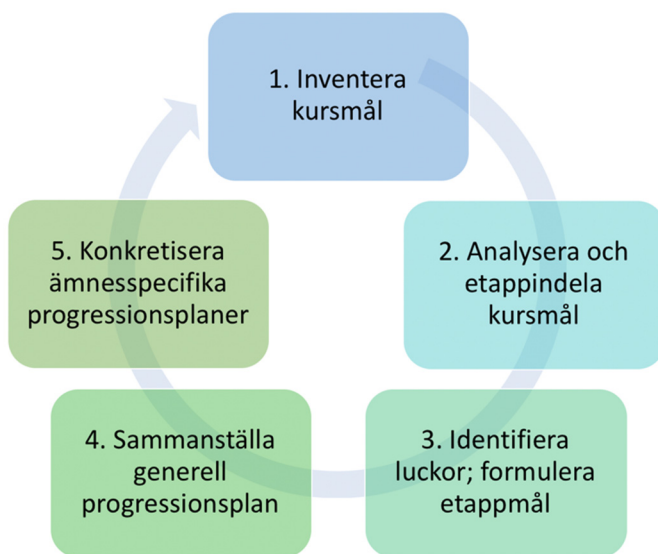 1. Inventera
kursmål
2. Analysera och
etappindela
kursmål
3. Identifiera
luckor; formulera
etappmål
4. Sammanställa
generell
progressionsplan
5. Konkretisera
ämnesspecifika
progressionsplaner